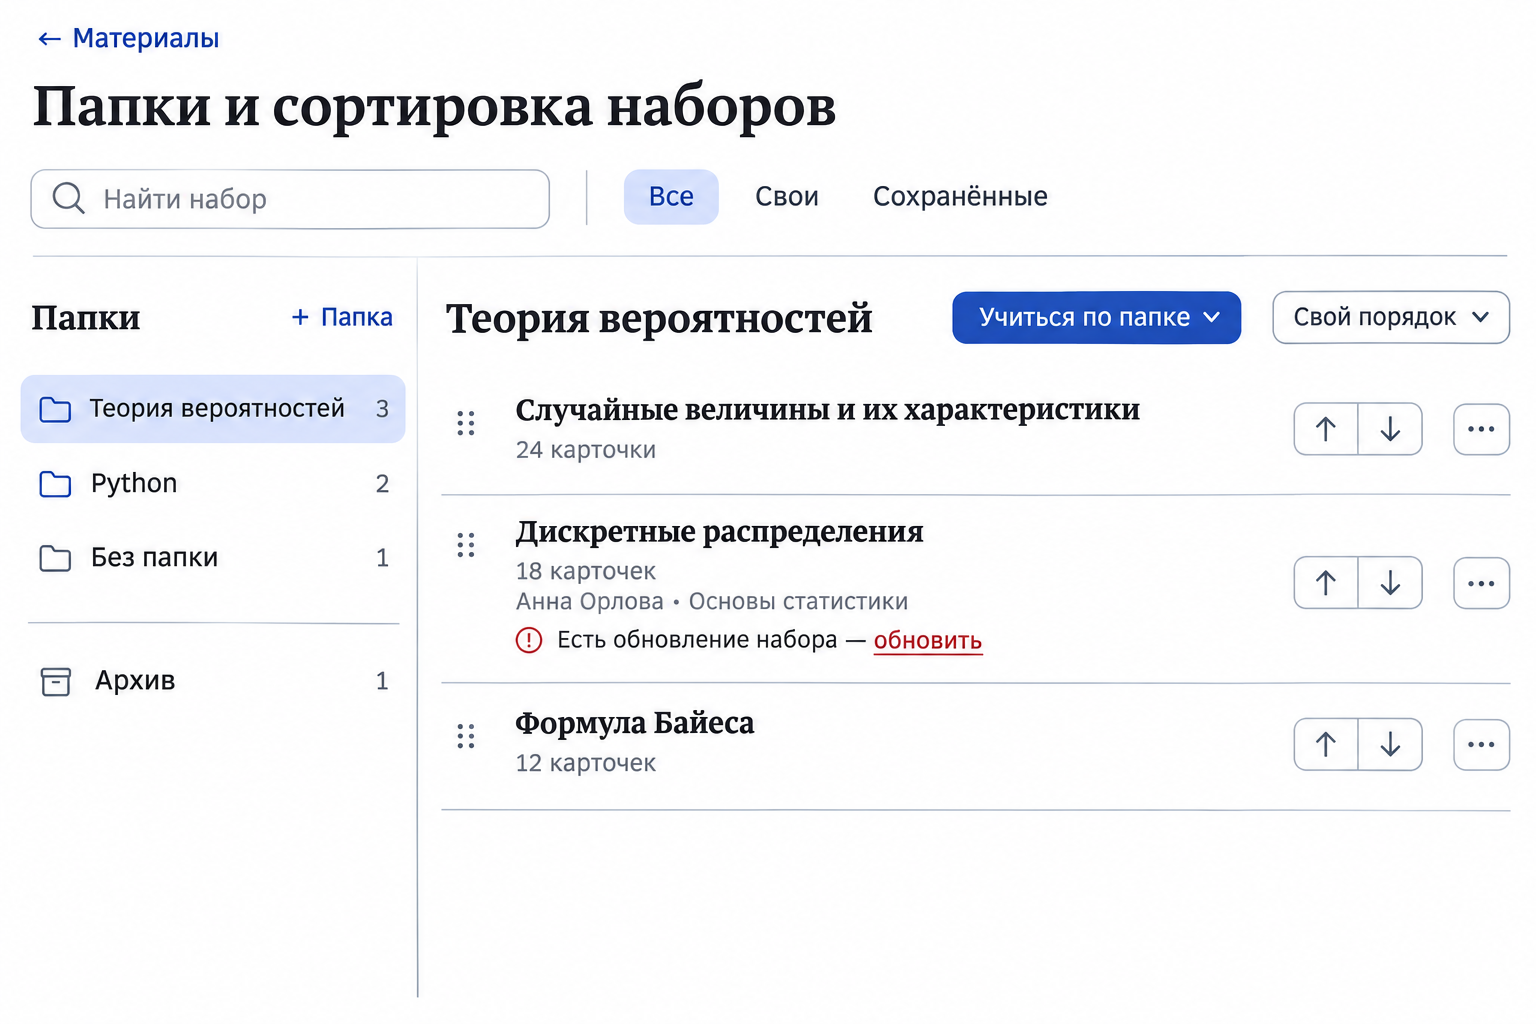 ← Материалы
Папки и сортировка наборов
Найти набор
Все Свои Сохранённые
Папки + Папка
Теория вероятностей 3
Python 2
Без папки 1
Архив 1
Теория вероятностей Учиться по папке Свой порядок
Случайные величины и их характеристики
24 карточки
Дискретные распределения
18 карточек
Анна Орлова • Основы статистики
Есть обновление набора — обновить
Формула Байеса
12 карточек